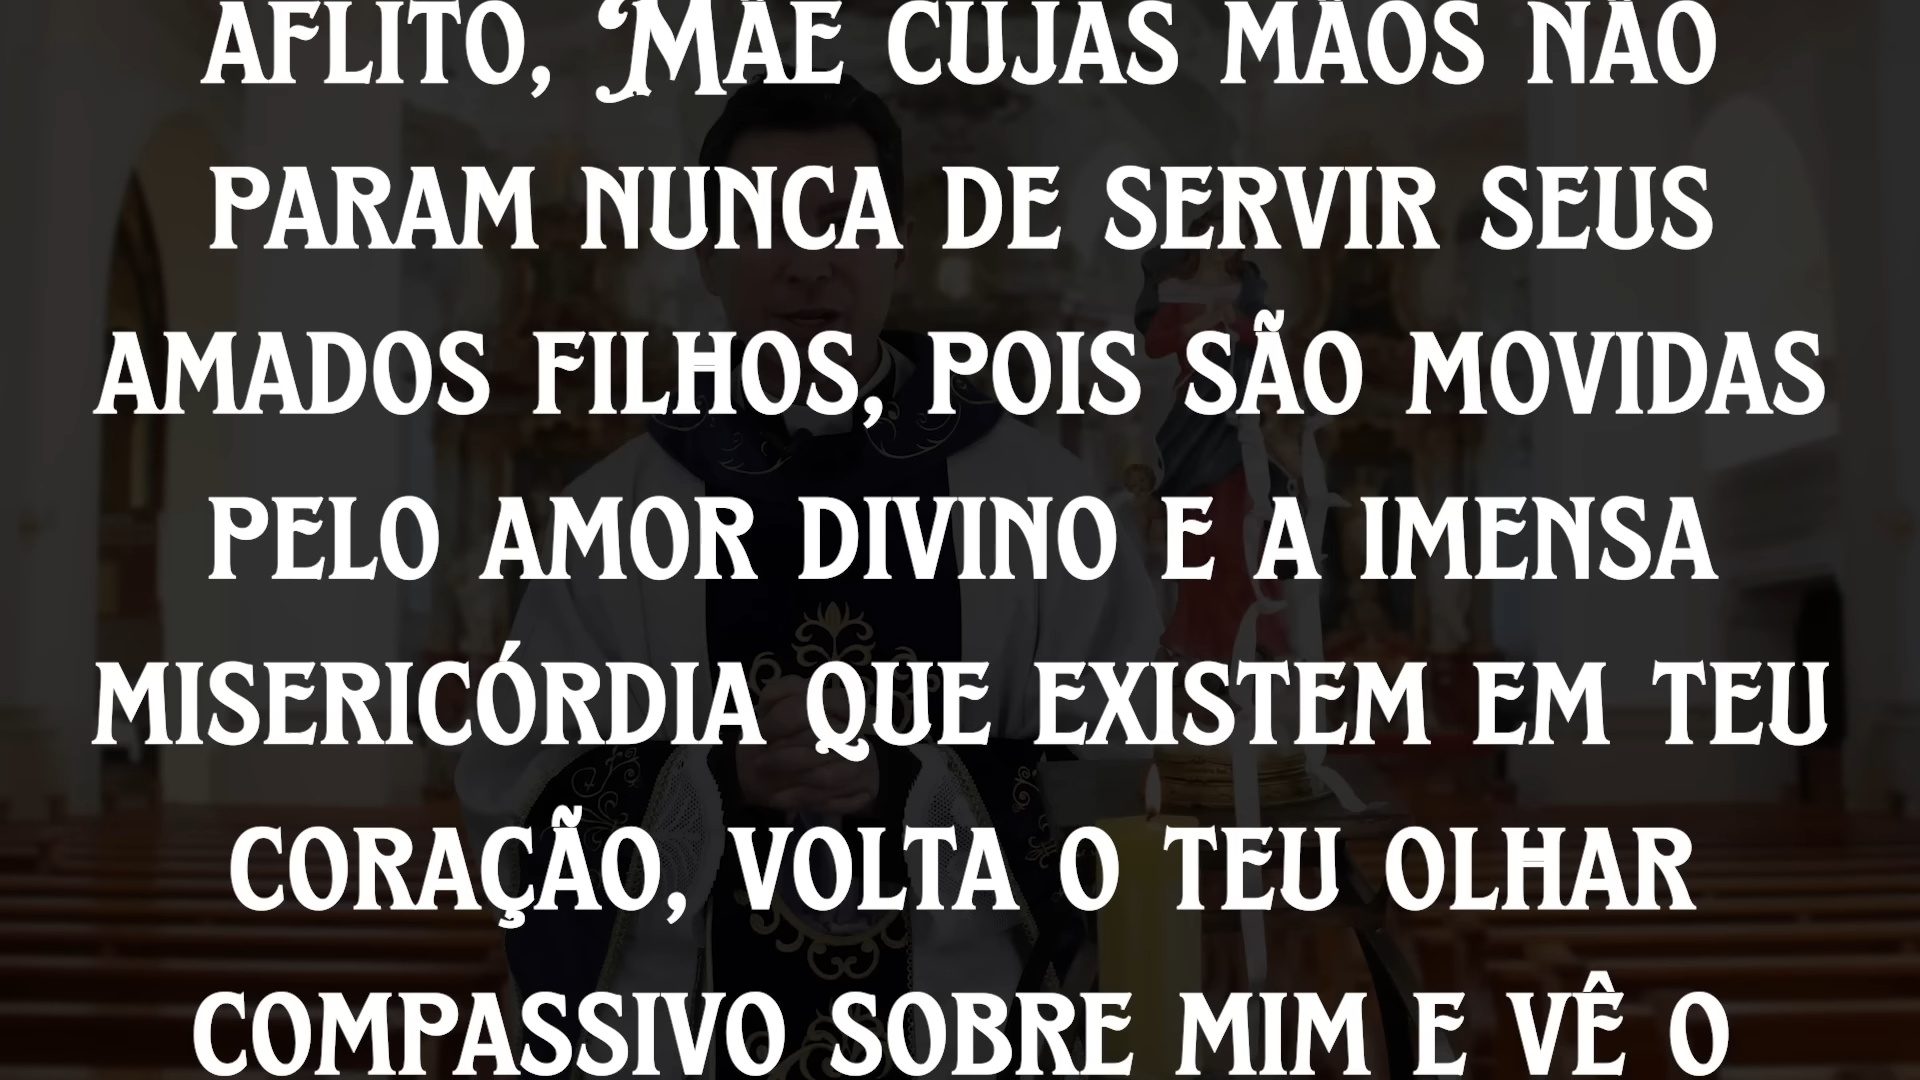 AFLITO, MÃE CUJAS MÃOS NÃO
PARAM NUNCA DE SERVIR SEUS
AMADOS FILHOS, POIS SÃO MOVIDAS
PELO AMOR DIVINO E A IMENSA
MISERICÓRDIA QUE EXISTEM EM TEU
CORAÇÃO, VOLTA O TEU OLHAR
COMPASSIVO SOBRE MIM E VÊ O